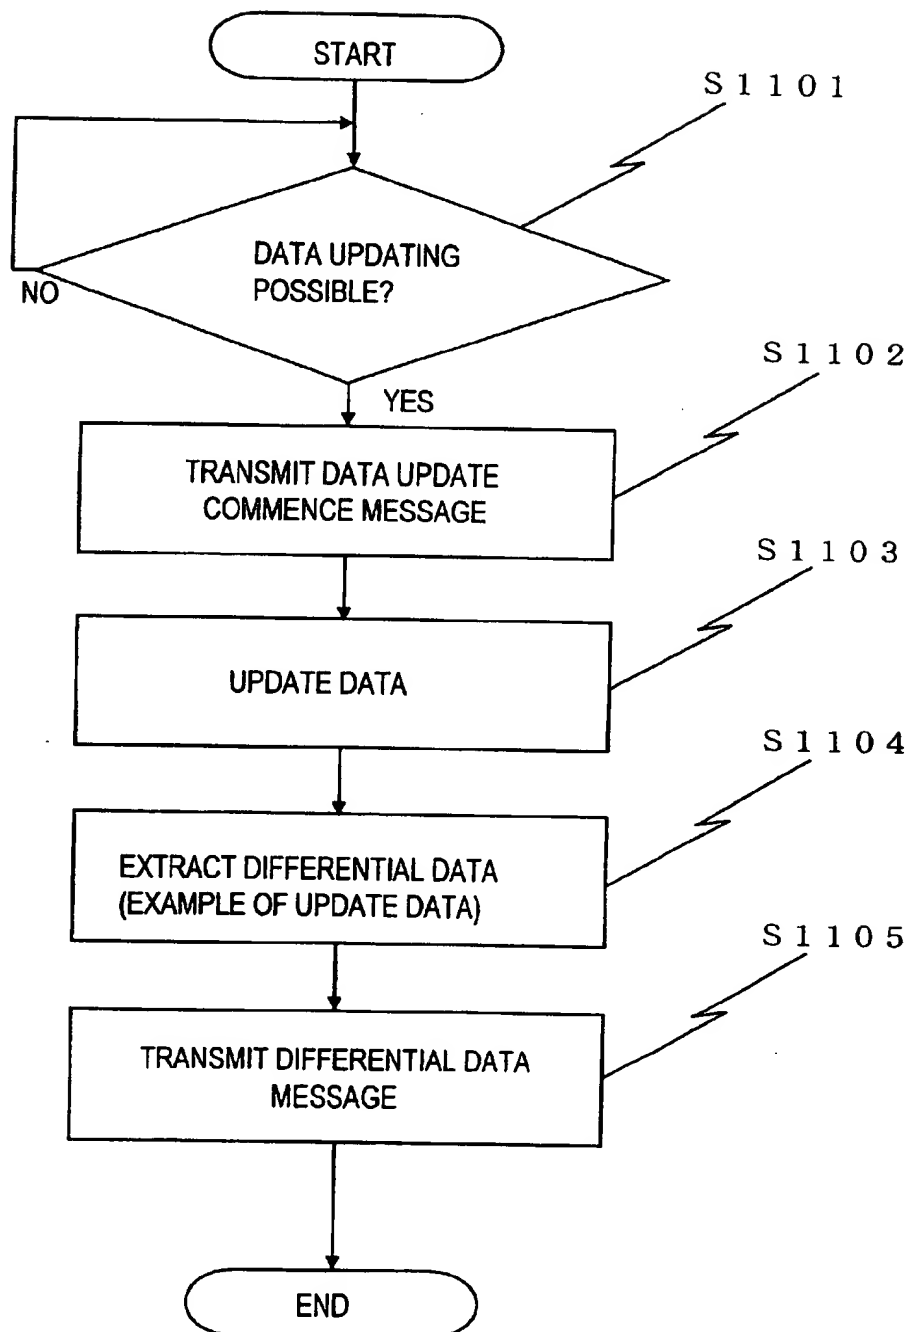 START
S1101
DATA UPDATING
POSSIBLE?
NO
YES
S1102
TRANSMIT DATA UPDATE
COMMENCE MESSAGE
S1103
UPDATE DATA
S1104
EXTRACT DIFFERENTIAL DATA
(EXAMPLE OF UPDATE DATA)
S1105
TRANSMIT DIFFERENTIAL DATA
MESSAGE
END